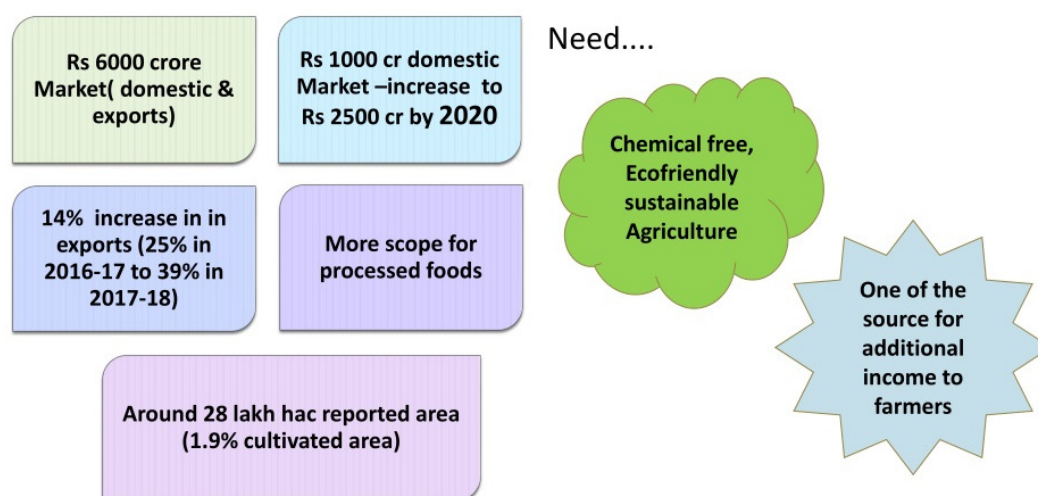 Rs 6000 crore
Market( domestic &
exports)
Rs 1000 cr domestic
Market –increase to
Rs 2500 cr by 2020
14% increase in in
exports (25% in
2016-17 to 39% in
2017-18)
More scope for
processed foods
Around 28 lakh hac reported area
(1.9% cultivated area)
Need....
Chemical free,
Ecofriendly
sustainable
Agriculture
One of the
source for
additional
income to
farmers